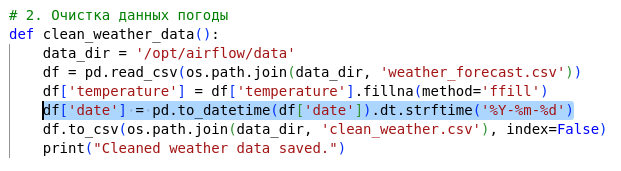 # 2. Очистка данных погоды
def clean_weather_data():
    data_dir = '/opt/airflow/data'
    df = pd.read_csv(os.path.join(data_dir, 'weather_forecast.csv'))
    df['temperature'] = df['temperature'].fillna(method='ffill')
    df['date'] = pd.to_datetime(df['date']).dt.strftime('%Y-%m-%d')
    df.to_csv(os.path.join(data_dir, 'clean_weather.csv'), index=False)
    print("Cleaned weather data saved.")